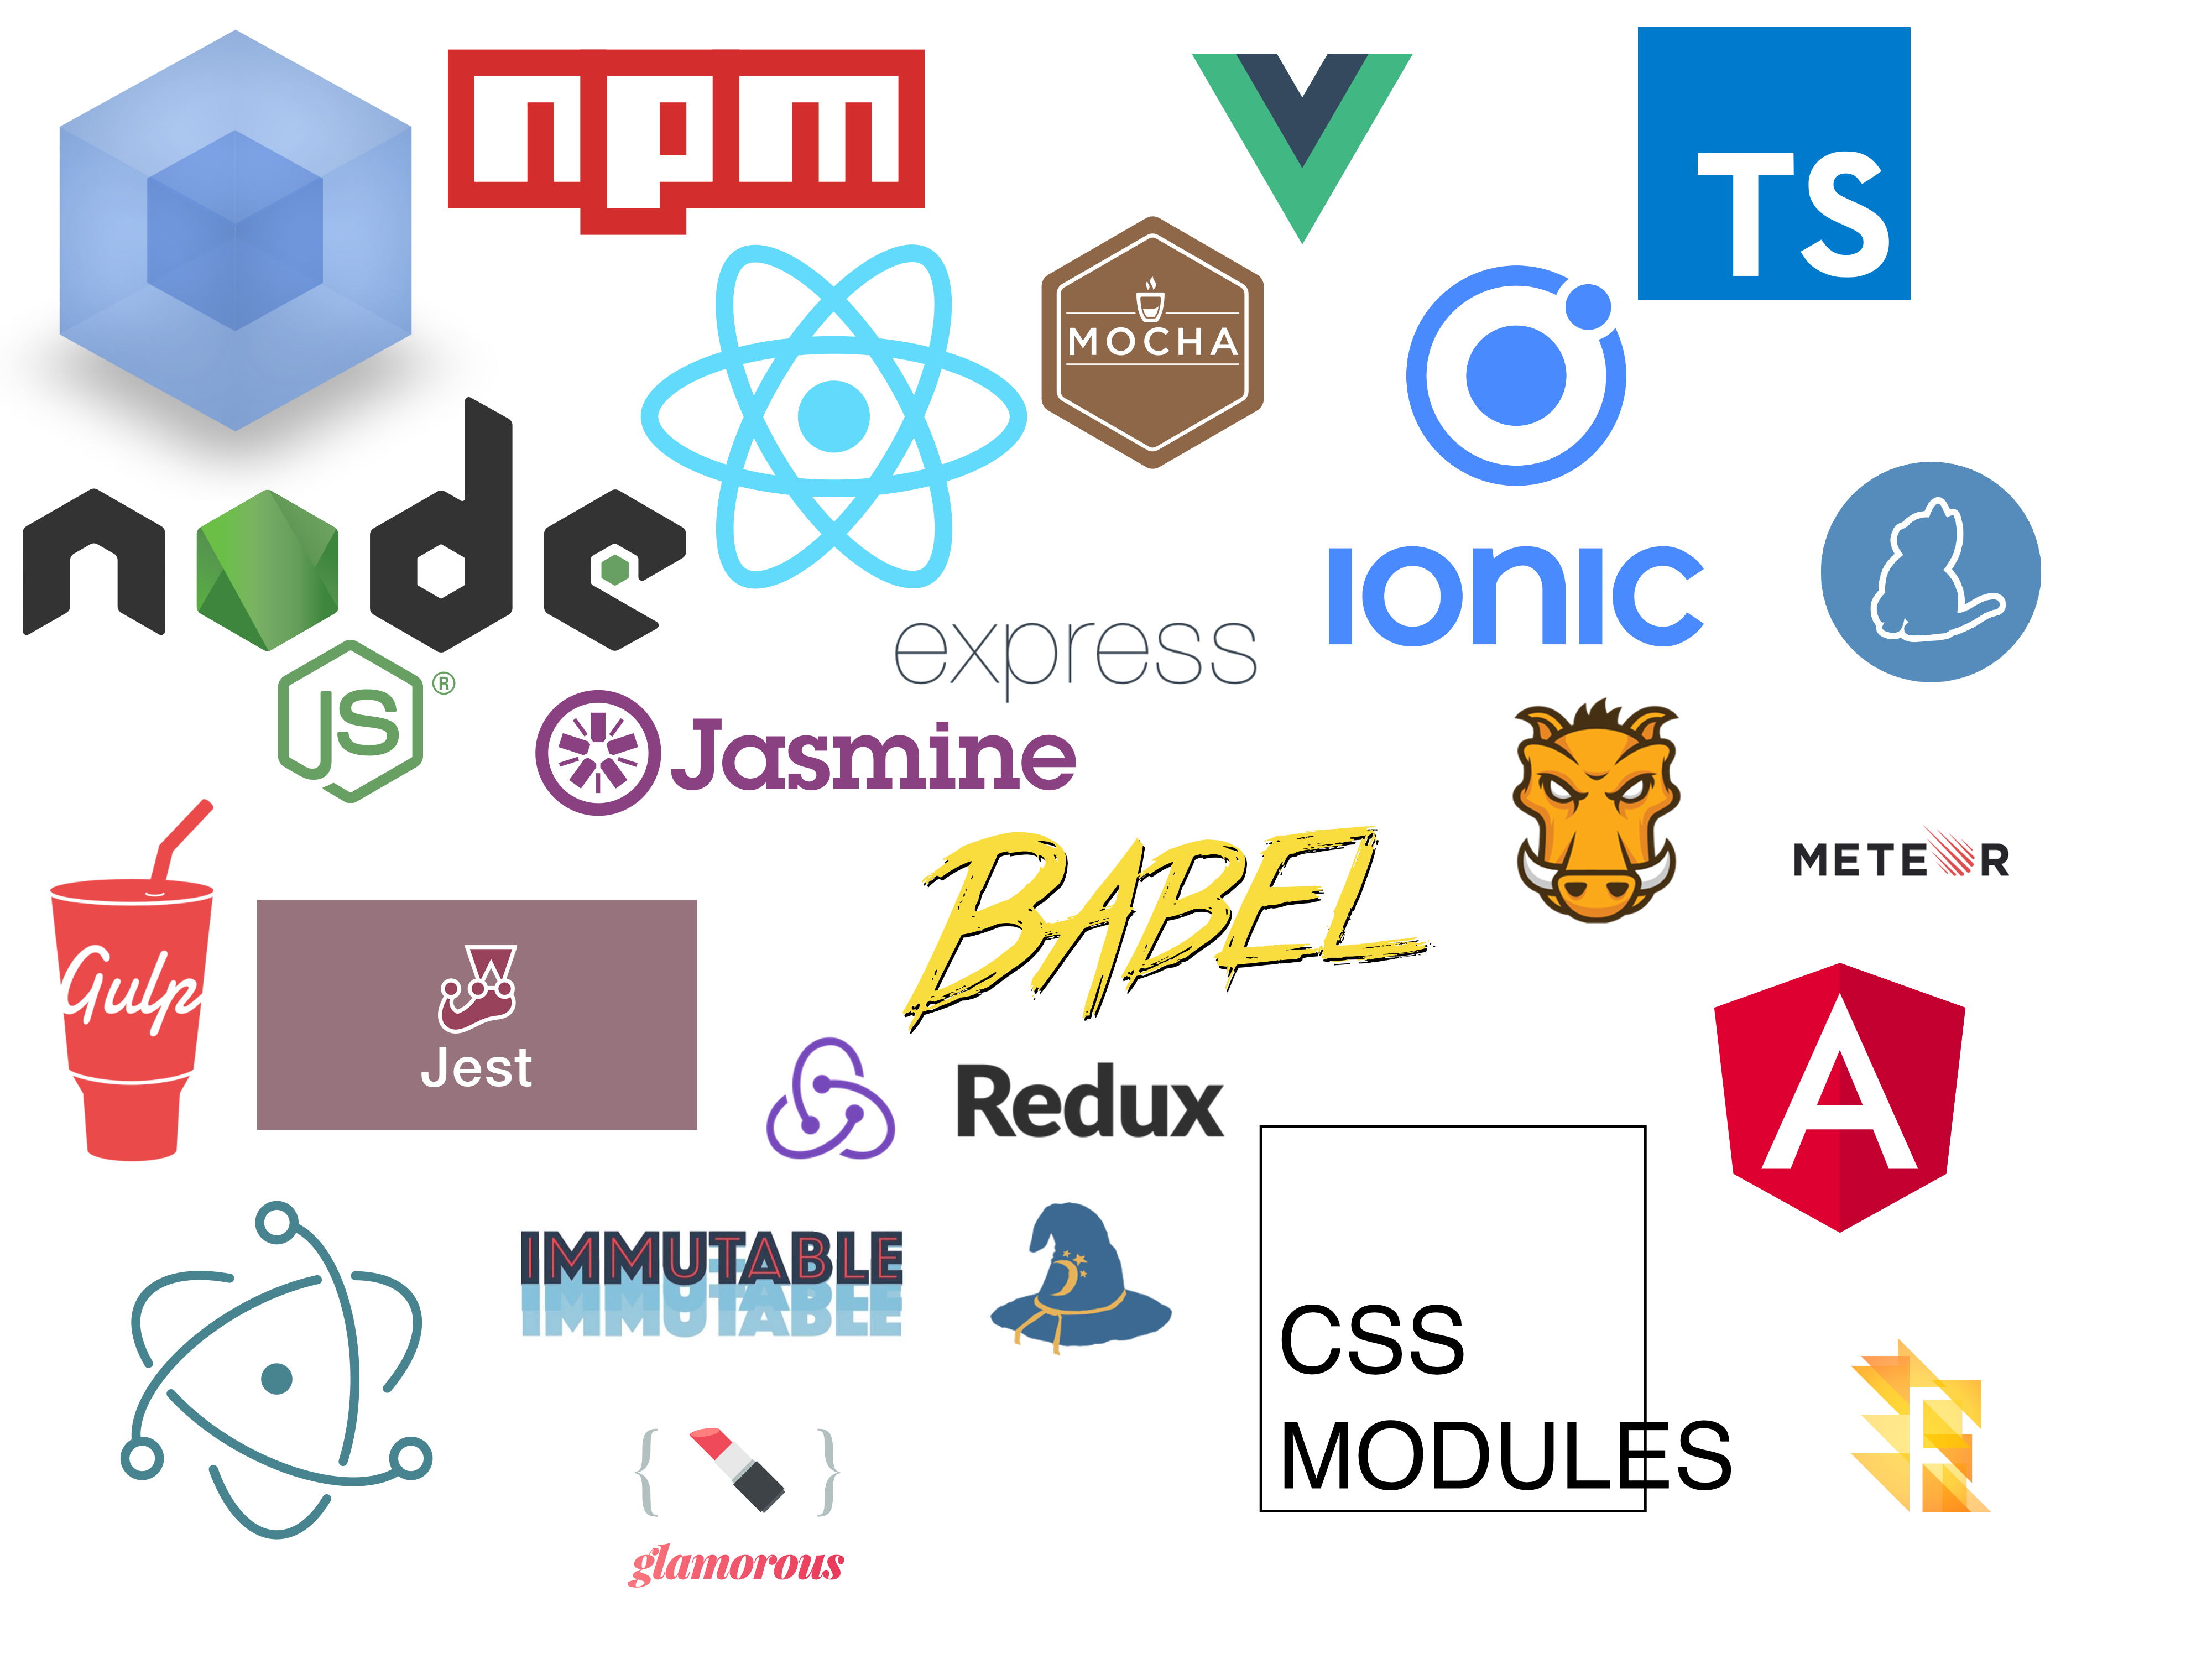 npm
TS
MOCHA
node
JS®
IONIC
express
Jasmine
Gulp
BABEL
METEOR
Jest
Redux
A
IMMUTABLE
IMMUTABLE
CSS
MODULES
{ }
glamorous